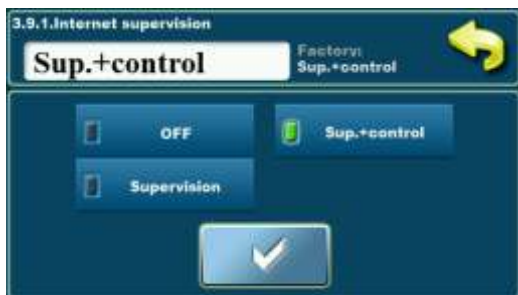 3.9.1.Internet supervision
Sup.+control
Factory:
Sup.+control
OFF
Sup.+control
Supervision